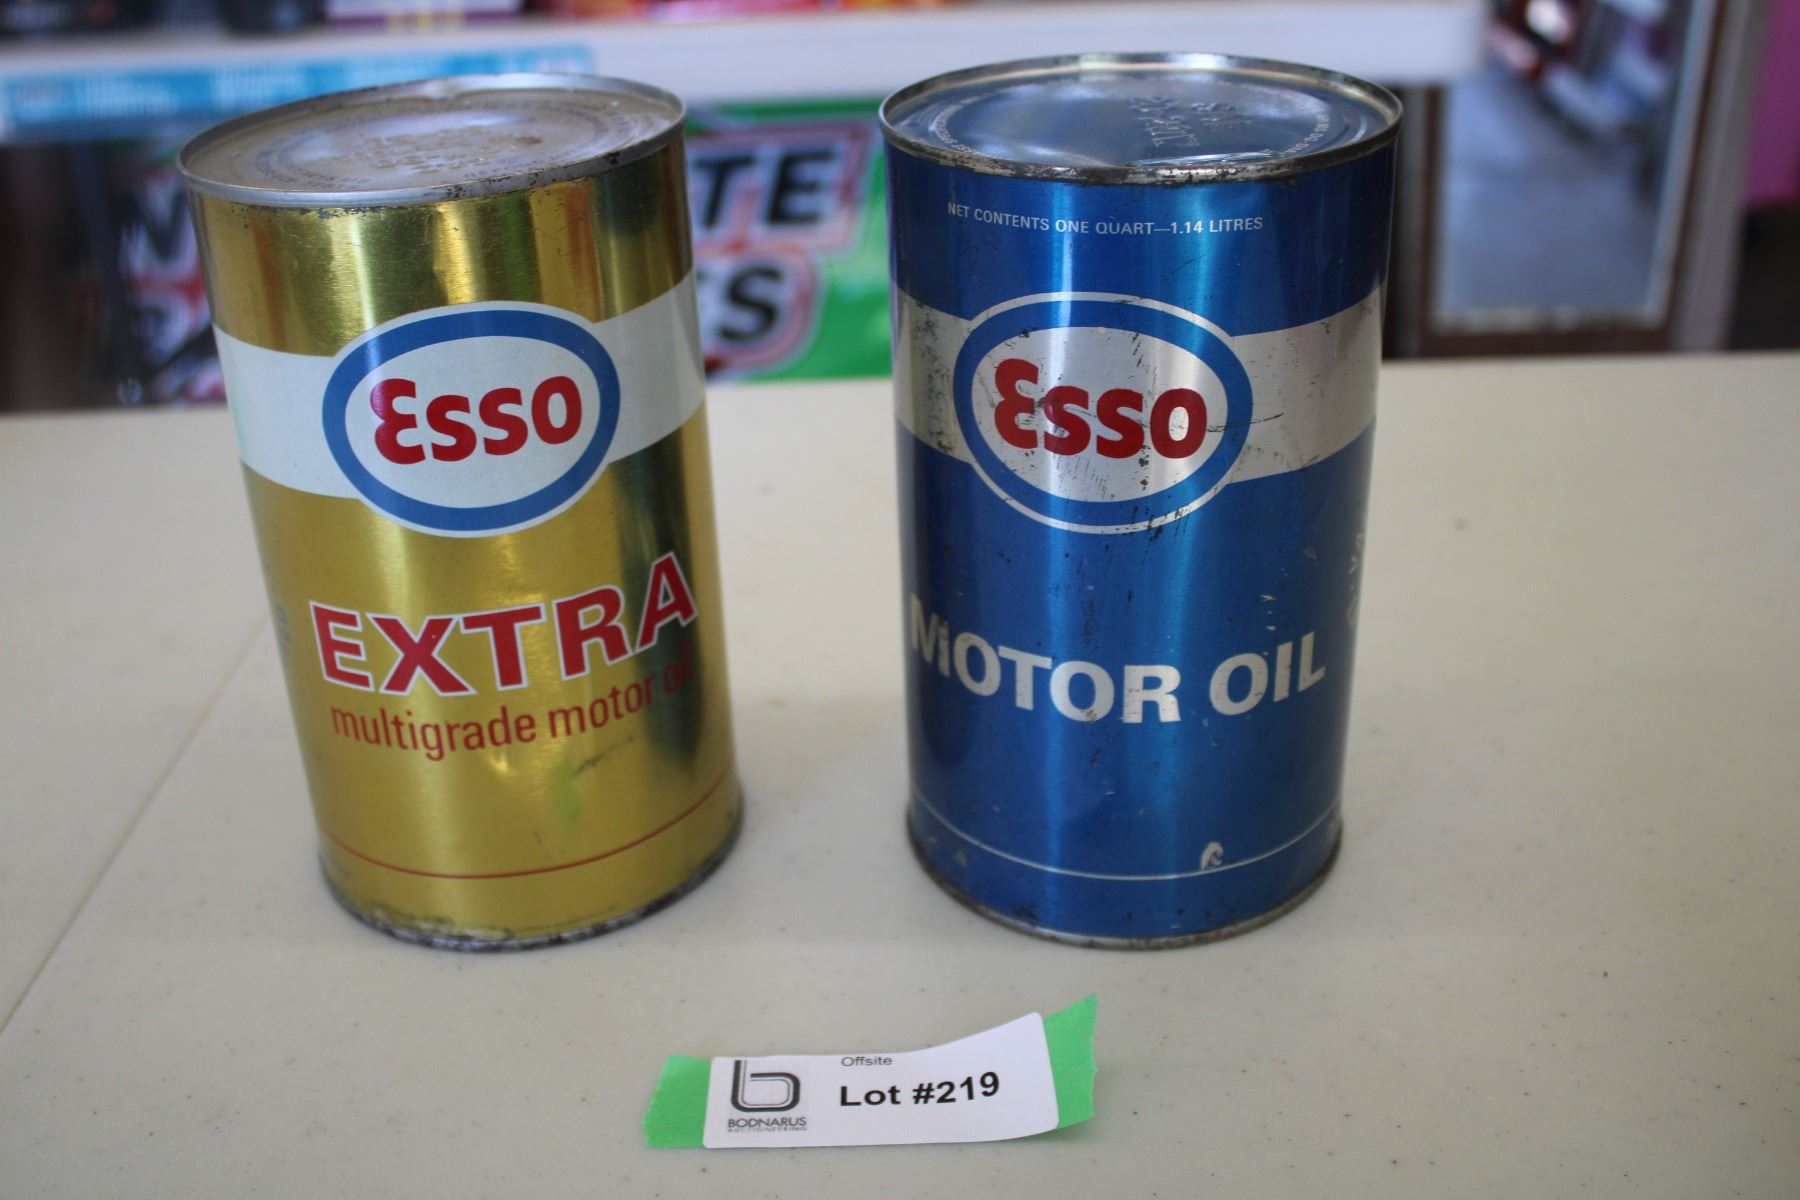 Esso
EXTRA
multigrade motor oil
NET CONTENTS ONE QUART—1.14 LITRES
Esso
MOTOR OIL
Offsite
Lot #219
BODNARUS
AUCTIONEERING